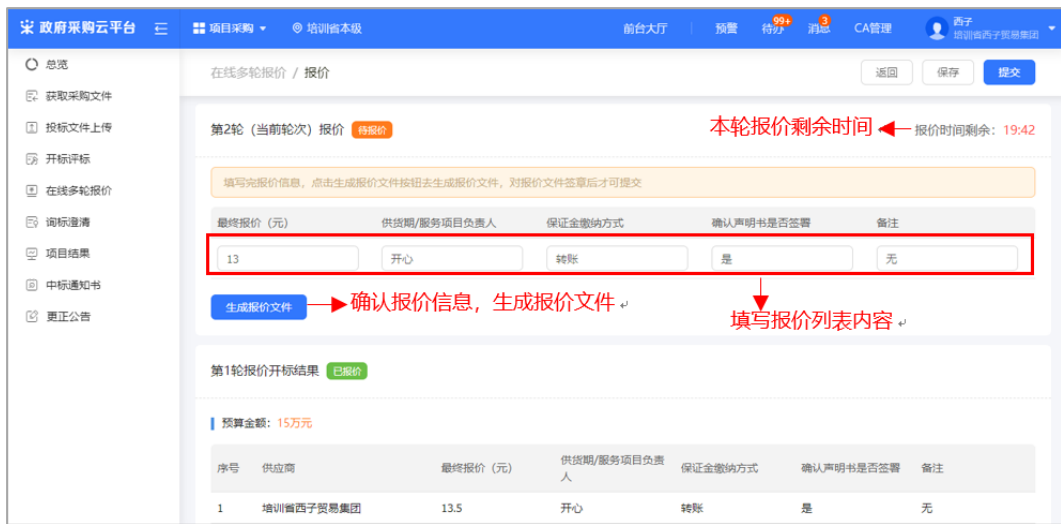 政府采购云平台 项目采购 培训省本级 前台大厅 预警 待办 99+ 消息 3 CA管理 西子
培训省西子贸易集团
总览
获取采购文件
投标文件上传
开标评标
在线多轮报价
询标澄清
项目结果
中标通知书
更正公告
在线多轮报价 / 报价 返回 保存 提交
第2轮（当前轮次）报价 待报价 本轮报价剩余时间 报价时间剩余：19:42
填写完报价信息，点击生成报价文件按钮去生成报价文件，对报价文件签章后才可提交
最终报价（元） 供货期/服务项目负责人 保证金缴纳方式 确认声明书是否签署 备注
13 开心 转账 是 无
生成报价文件 确认报价信息，生成报价文件
填写报价列表内容
第1轮报价开标结果 已报价
预算金额：15万元
序号 供应商 最终报价（元） 供货期/服务项目负责人 保证金缴纳方式 确认声明书是否签署 备注
1 培训省西子贸易集团 13.5 开心 转账 是 无